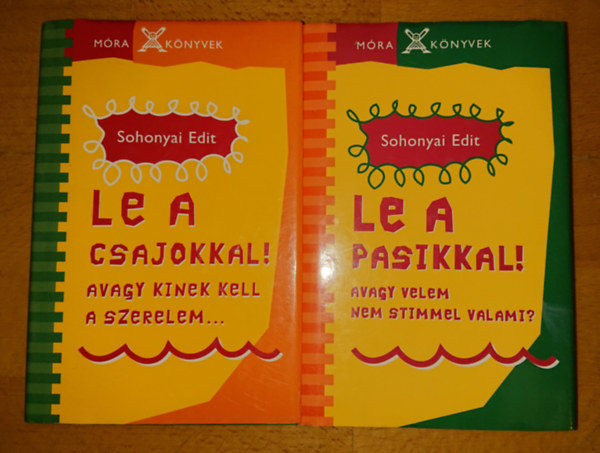 MÓRA KÖNYVEK
Sohonyai Edit
LE A
CSAJOKKAL!
AVAGY KINEK KELL
A SZERELEM...
MÓRA KÖNYVEK
Sohonyai Edit
LE A
PASIKKAL!
AVAGY VELEM
NEM STIMMEL VALAMI?